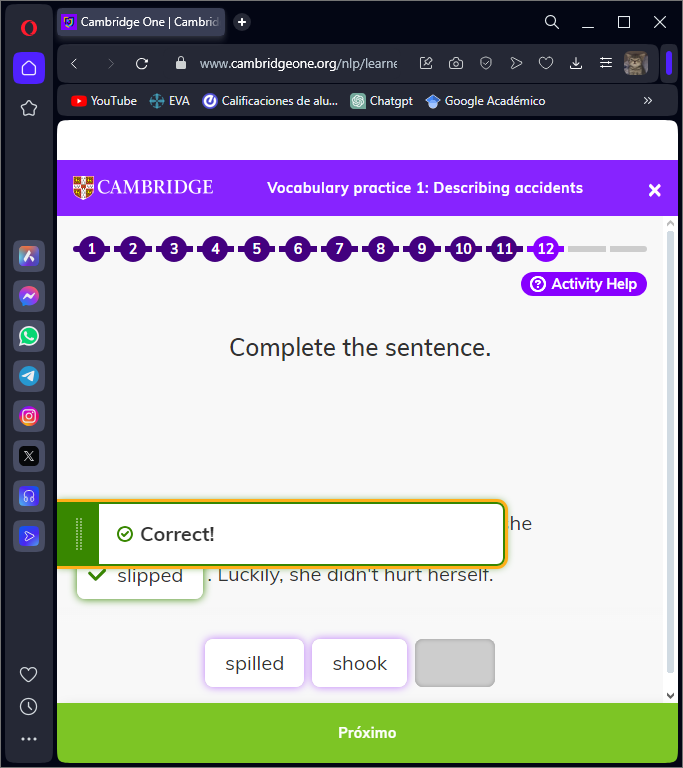 Cambridge One | Cambrid
www.cambridgeone.org/nlp/learne
YouTube EVA Calificaciones de alu... Chatgpt Google Académico
CAMBRIDGE Vocabulary practice 1: Describing accidents
1 2 3 4 5 6 7 8 9 10 11 12
Activity Help
Complete the sentence.
he
Correct!
slipped . Luckily, she didn't hurt herself.
spilled shook
Próximo